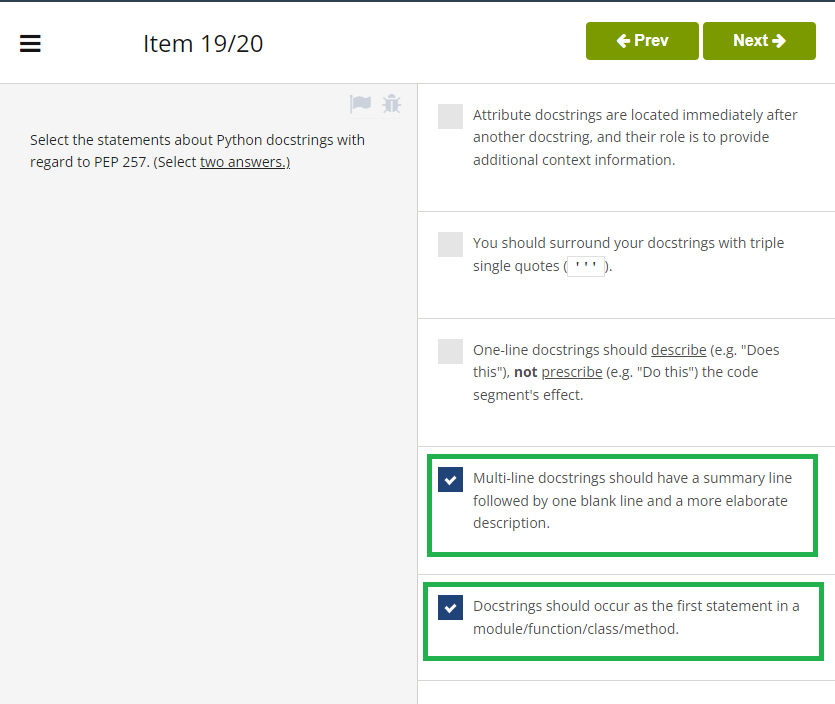 Item 19/20
Prev
Next
Select the statements about Python docstrings with
regard to PEP 257. (Select two answers.)
Attribute docstrings are located immediately after
another docstring, and their role is to provide
additional context information.
You should surround your docstrings with triple
single quotes ( ''' ).
One-line docstrings should describe (e.g. "Does
this"), not prescribe (e.g. "Do this") the code
segment's effect.
Multi-line docstrings should have a summary line
followed by one blank line and a more elaborate
description.
Docstrings should occur as the first statement in a
module/function/class/method.